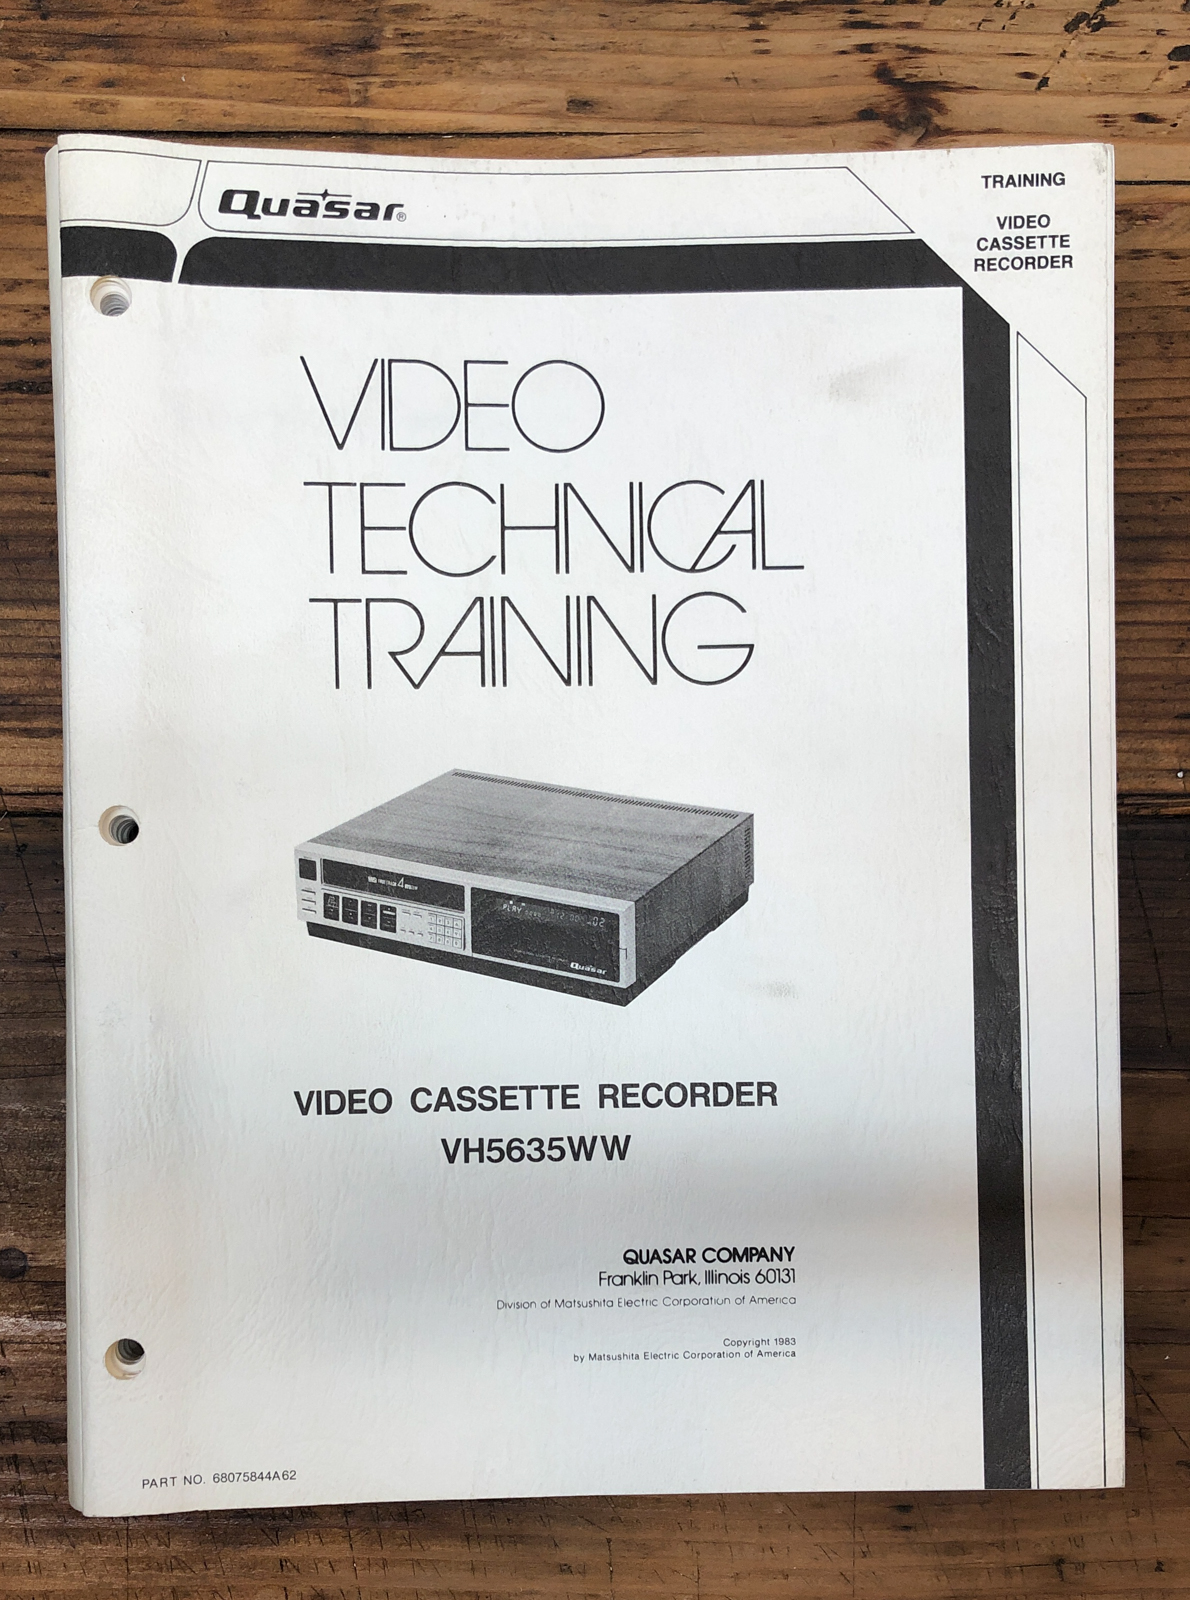 Quasar®
TRAINING
VIDEO
CASSETTE
RECORDER
VIDEO
TECHNICAL
TRAINING
PLAY
Quasar
VIDEO CASSETTE RECORDER
VH5635WW
QUASAR COMPANY
Franklin Park, Illinois 60131
Division of Matsushita Electric Corporation of America
Copyright 1983
by Matsushita Electric Corporation of America
PART NO. 68075844A62